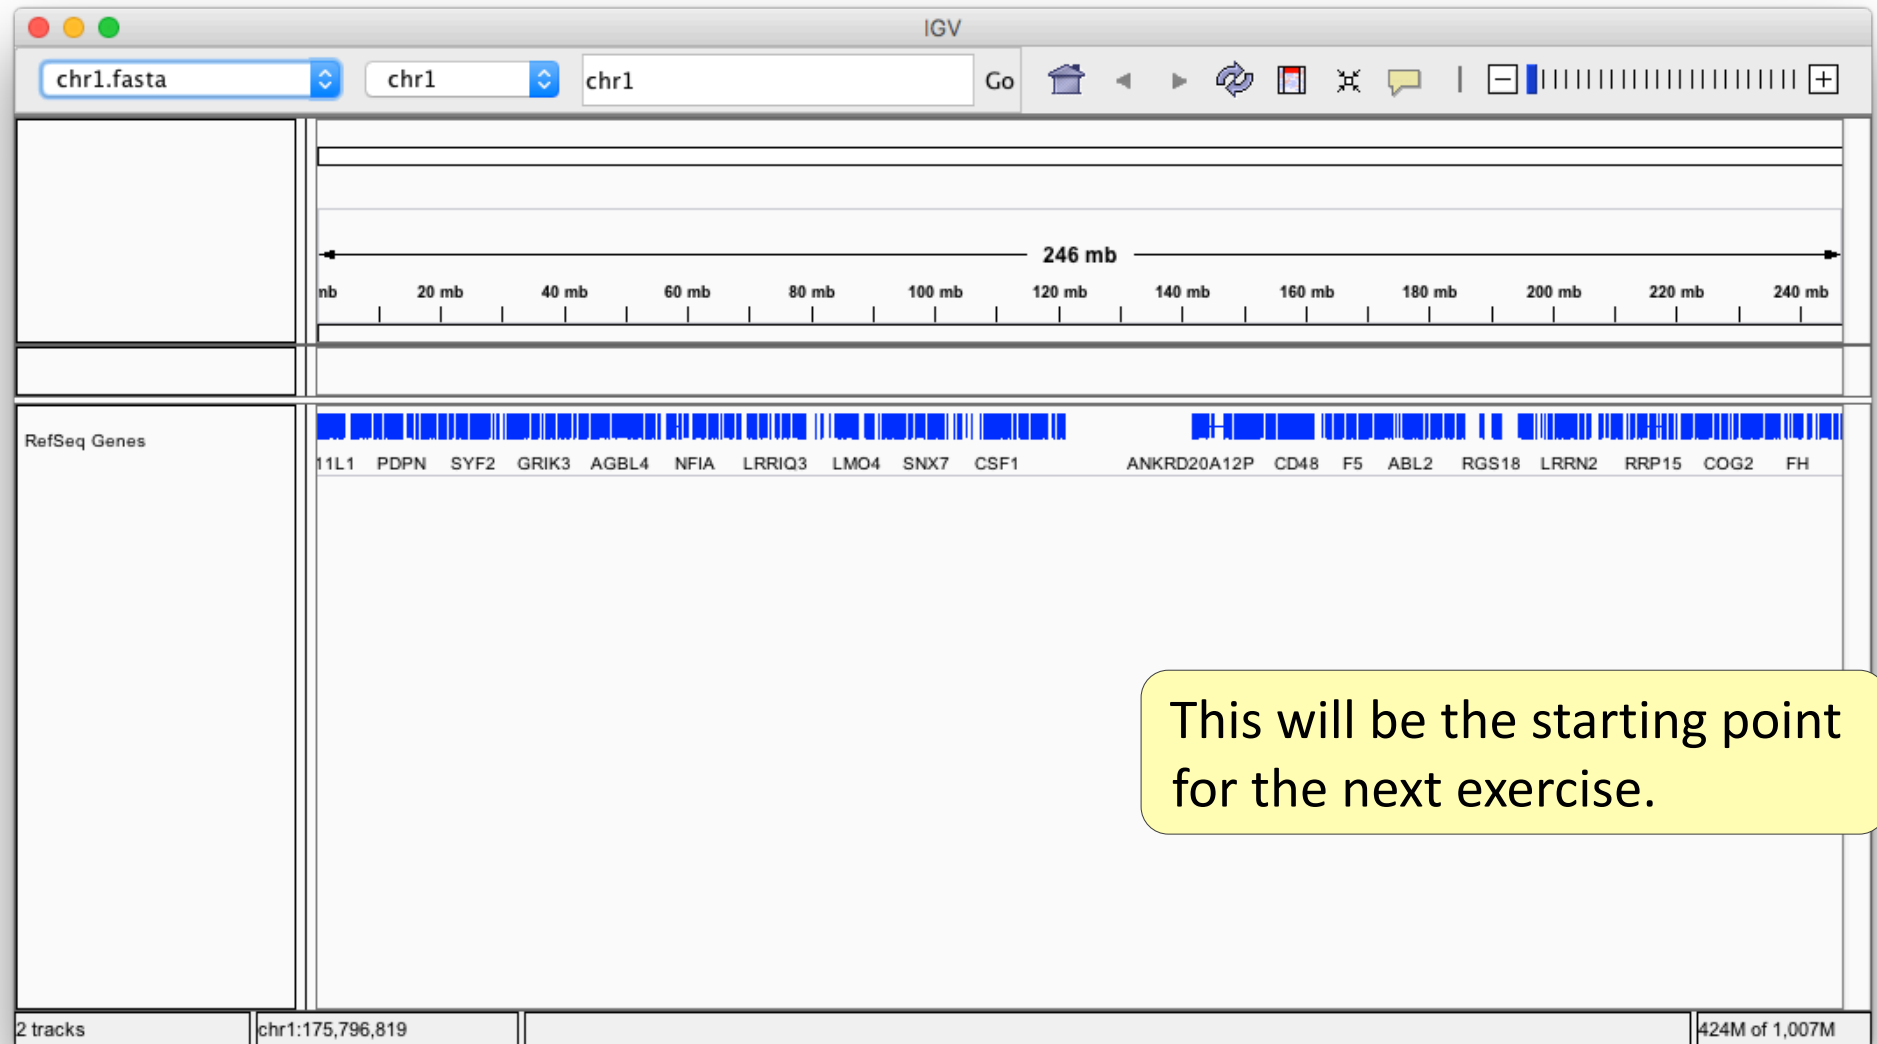 IGV
chr1.fasta chr1 chr1 Go
246 mb
mb 20 mb 40 mb 60 mb 80 mb 100 mb 120 mb 140 mb 160 mb 180 mb 200 mb 220 mb 240 mb
RefSeq Genes
11L1 PDPN SYF2 GRIK3 AGBL4 NFIA LRRIQ3 LMO4 SNX7 CSF1 ANKRD20A12P CD48 F5 ABL2 RGS18 LRRN2 RRP15 COG2 FH
This will be the starting point
for the next exercise.
2 tracks chr1:175,796,819 424M of 1,007M